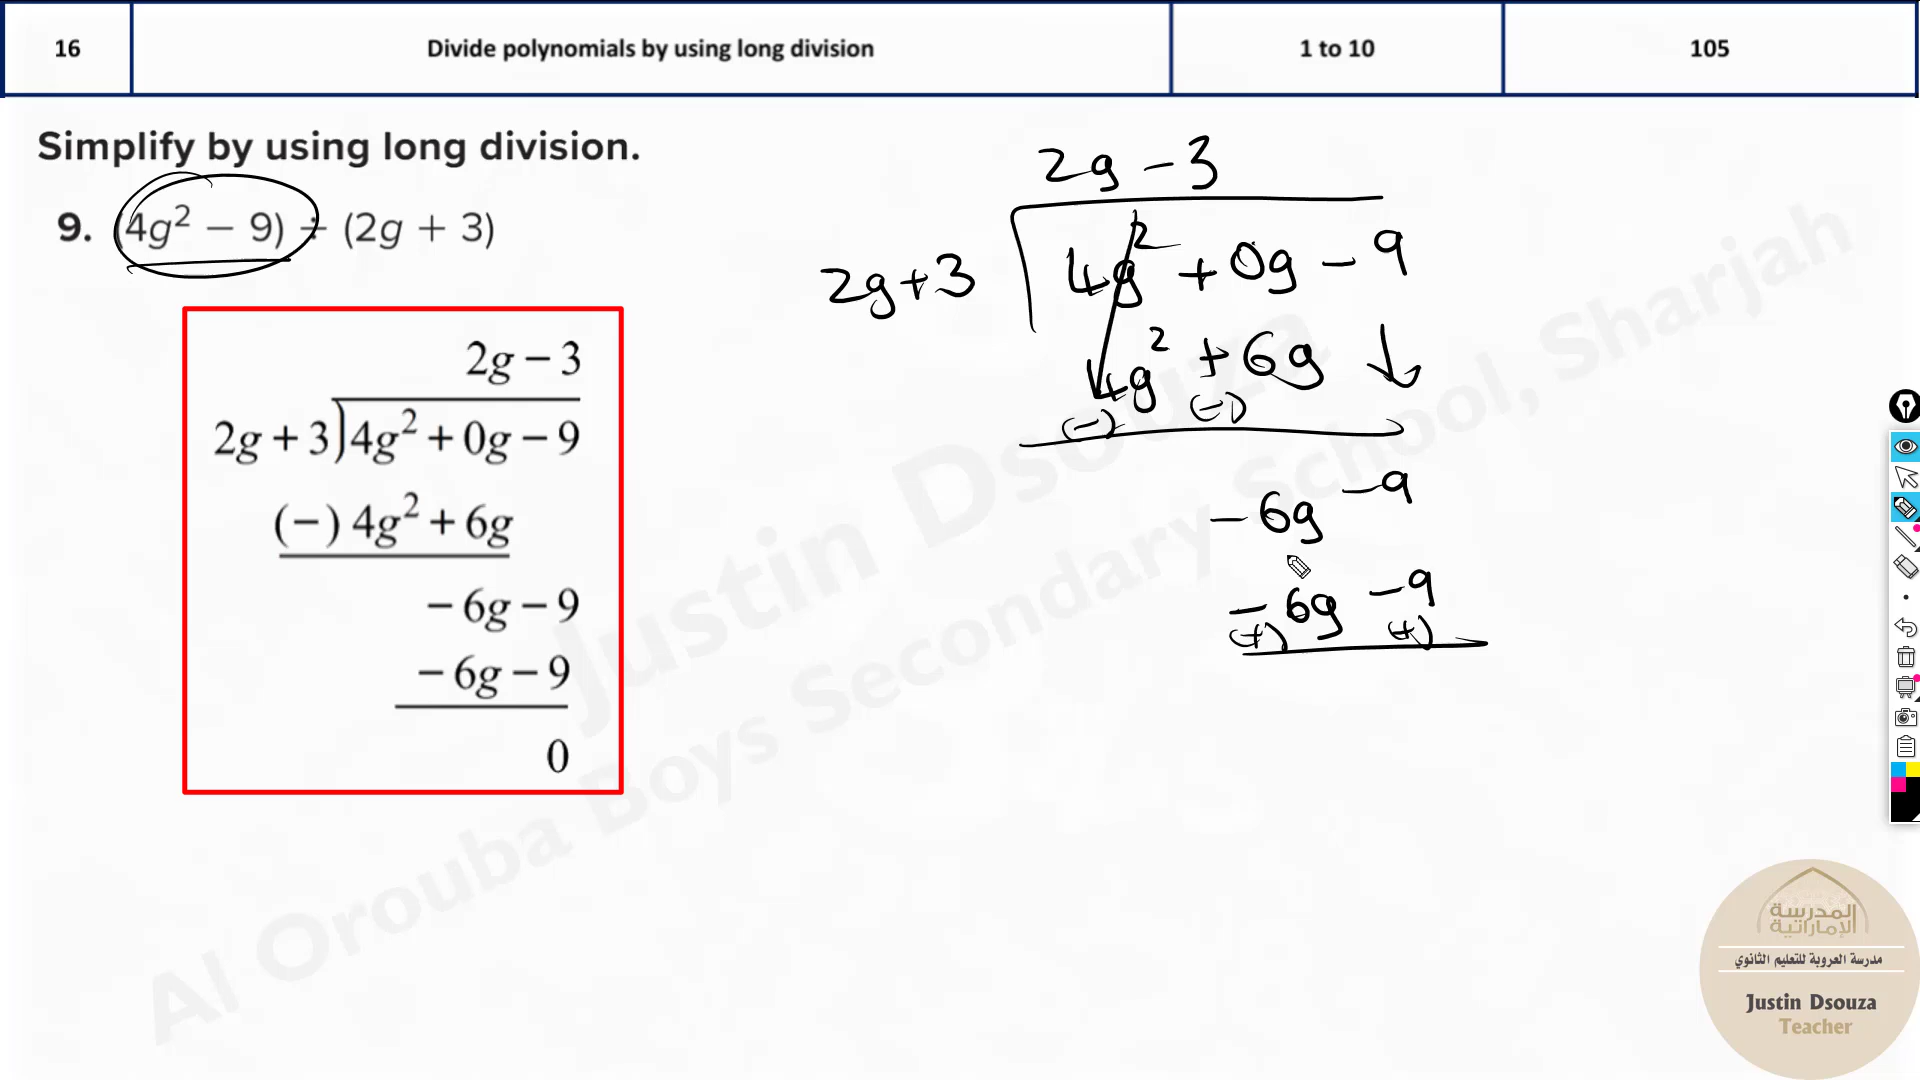 16 Divide polynomials by using long division 1 to 10 105
Simplify by using long division.
9. (4g² − 9) ÷ (2g + 3)
2g − 3
2g + 3)4g² + 0g − 9
(−) 4g² + 6g
− 6g − 9
− 6g − 9
0
2g − 3
2g+3 4g² + 0g − 9
4g² + 6g ↓
(−) (−)
− 6g − 9
− 6g − 9
(+) (+)
Justin Dsouza
Al Orouba Boys Secondary School, Sharjah
المدرسة
الإماراتية
مدرسة العروبة للتعليم الثانوي
Justin Dsouza
Teacher